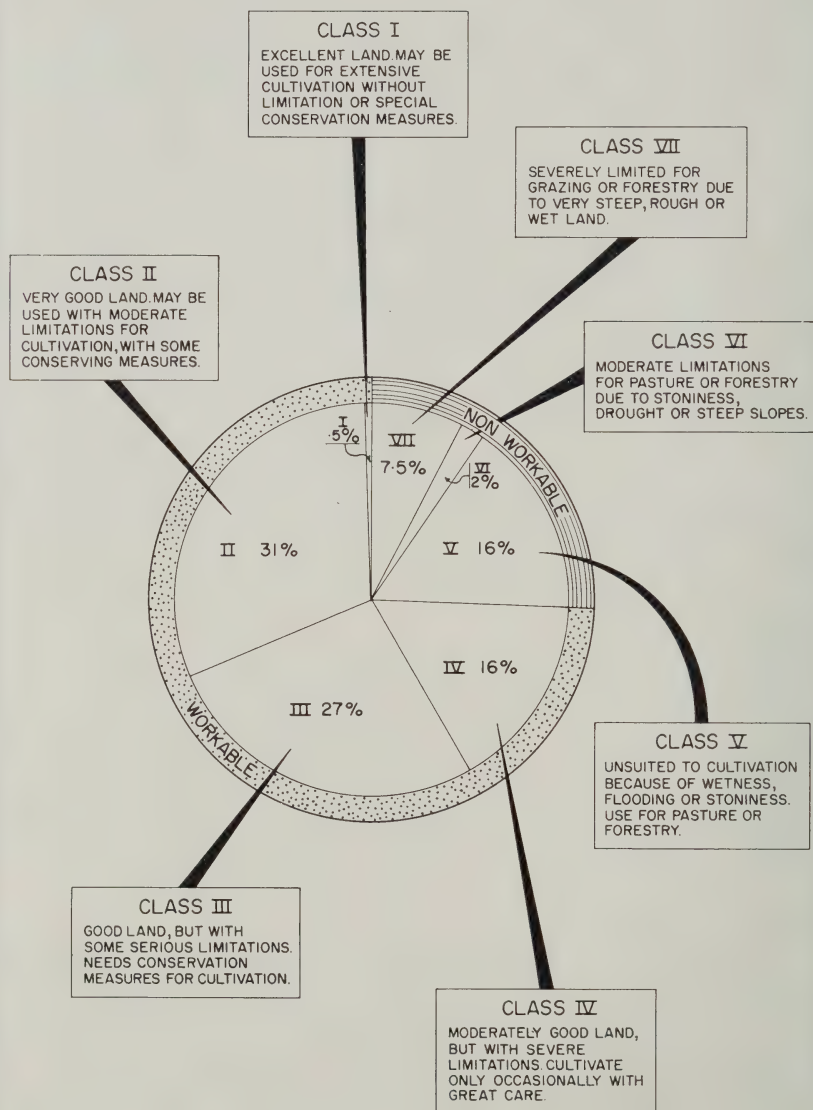 CLASS I
EXCELLENT LAND. MAY BE
USED FOR EXTENSIVE
CULTIVATION WITHOUT
LIMITATION OR SPECIAL
CONSERVATION MEASURES.
CLASS VII
SEVERELY LIMITED FOR
GRAZING OR FORESTRY DUE
TO VERY STEEP, ROUGH OR
WET LAND.
CLASS II
VERY GOOD LAND. MAY BE
USED WITH MODERATE
LIMITATIONS FOR
CULTIVATION, WITH SOME
CONSERVING MEASURES.
CLASS VI
MODERATE LIMITATIONS
FOR PASTURE OR FORESTRY
DUE TO STONINESS,
DROUGHT OR STEEP SLOPES.
NON WORKABLE
I
.5%
VII
7.5%
VI
2%
II 31%
V 16%
IV 16%
III 27%
WORKABLE
CLASS V
UNSUITED TO CULTIVATION
BECAUSE OF WETNESS,
FLOODING OR STONINESS.
USE FOR PASTURE OR
FORESTRY.
CLASS III
GOOD LAND, BUT WITH
SOME SERIOUS LIMITATIONS.
NEEDS CONSERVATION
MEASURES FOR CULTIVATION.
CLASS IV
MODERATELY GOOD LAND,
BUT WITH SEVERE
LIMITATIONS. CULTIVATE
ONLY OCCASIONALLY WITH
GREAT CARE.